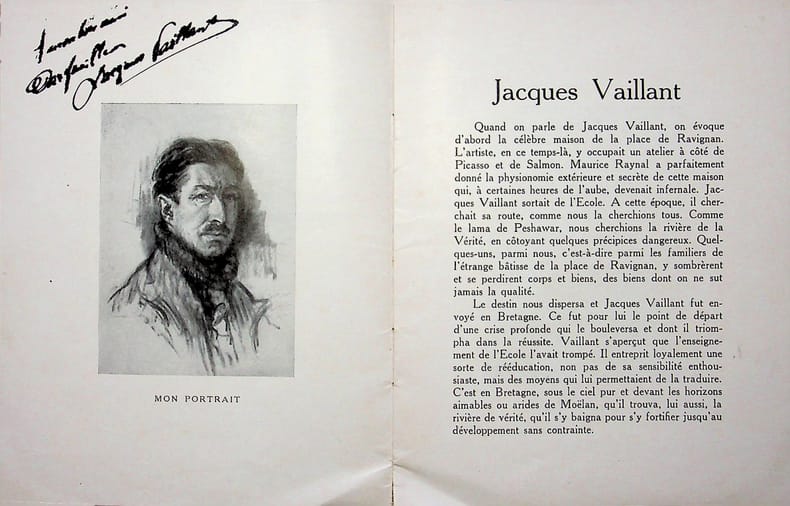 à mon bon ami
Jacques Vaillant
MON PORTRAIT
Jacques Vaillant
Quand on parle de Jacques Vaillant, on évoque
d'abord la célèbre maison de la place de Ravignan.
L'artiste, en ce temps-là, y occupait un atelier à côté de
Picasso et de Salmon. Maurice Raynal a parfaitement
donné la physionomie extérieure et secrète de cette maison
qui, à certaines heures de l'aube, devenait infernale. Jac-
ques Vaillant sortait de l'Ecole. A cette époque, il cher-
chait sa route, comme nous la cherchions tous. Comme
le lama de Peshawar, nous cherchions la rivière de la
Vérité, en côtoyant quelques précipices dangereux. Quel-
ques-uns, parmi nous, c'est-à-dire parmi les familiers de
l'étrange bâtisse de la place de Ravignan, y sombrèrent
et se perdirent corps et biens, des biens dont on ne sut
jamais la qualité.
Le destin nous dispersa et Jacques Vaillant fut en-
voyé en Bretagne. Ce fut pour lui le point de départ
d'une crise profonde qui le bouleversa et dont il triom-
pha dans la réussite. Vaillant s'aperçut que l'enseigne-
ment de l'Ecole l'avait trompé. Il entreprit loyalement une
sorte de rééducation, non pas de sa sensibilité enthou-
siaste, mais des moyens qui lui permettaient de la traduire.
C'est en Bretagne, sous le ciel pur et devant les horizons
aimables ou arides de Moëlan, qu'il trouva, lui aussi, la
rivière de vérité, qu'il s'y baigna pour s'y fortifier jusqu'au
développement sans contrainte.